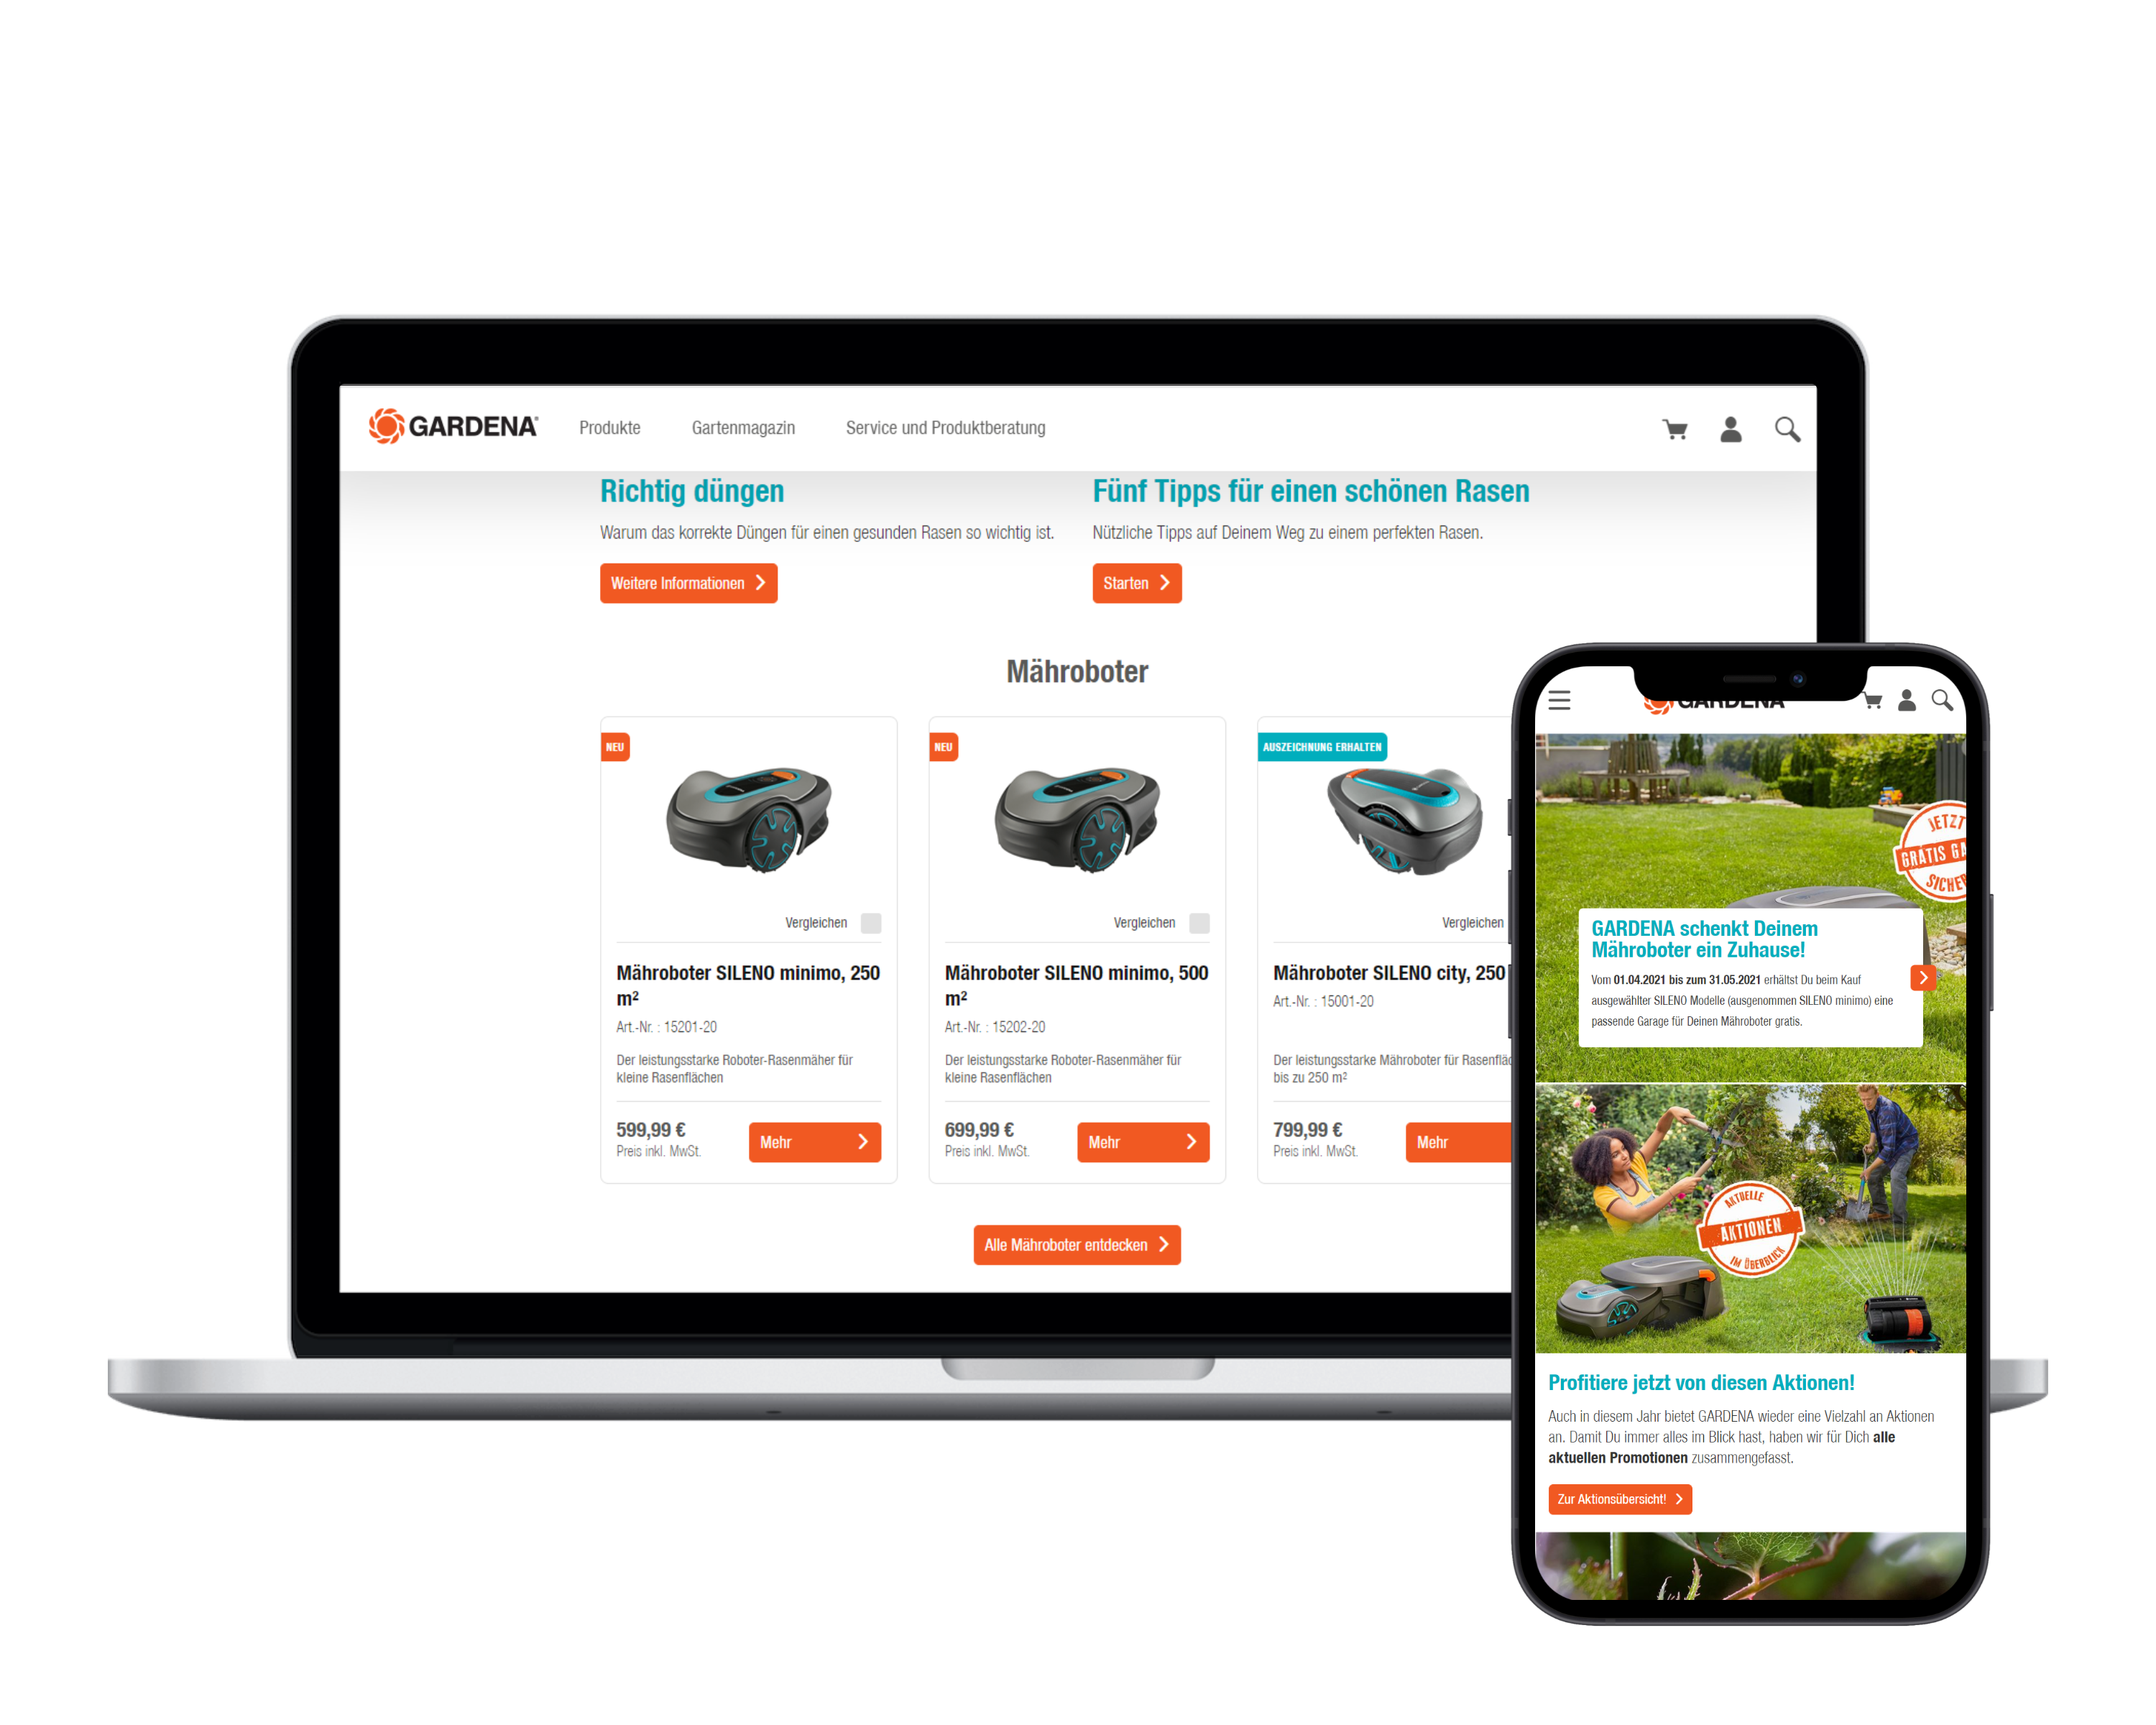 GARDENA
Produkte
Gartenmagazin
Service und Produktberatung
Richtig düngen
Warum das korrekte Düngen für einen gesunden Rasen so wichtig ist.
Weitere Informationen
Fünf Tipps für einen schönen Rasen
Nützliche Tipps auf Deinem Weg zu einem perfekten Rasen.
Starten
Mähroboter
NEU
Vergleichen
Mähroboter SILENO minimo, 250
m²
Art.-Nr. : 15201-20
Der leistungsstarke Roboter-Rasenmäher für
kleine Rasenflächen
599,99 €
Preis inkl. MwSt.
Mehr
NEU
Vergleichen
Mähroboter SILENO minimo, 500
m²
Art.-Nr. : 15202-20
Der leistungsstarke Roboter-Rasenmäher für
kleine Rasenflächen
699,99 €
Preis inkl. MwSt.
Mehr
AUSZEICHNUNG ERHALTEN
Vergleichen
Mähroboter SILENO city, 250
Art.-Nr. : 15001-20
Der leistungsstarke Mähroboter für
bis zu 250 m²
799,99 €
Preis inkl. MwSt.
Mehr
Alle Mähroboter entdecken
GARDENA
JETZT
GRATIS
GARDENA schenkt Deinem
Mähroboter ein Zuhause!
Vom 01.04.2021 bis zum 31.05.2021 erhältst Du beim Kauf
ausgewählter SILENO Modelle (ausgenommen SILENO minimo) eine
passende Garage für Deinen Mähroboter gratis.
AKTUELLE
AKTIONEN
IM ÜBERBLICK
Profitiere jetzt von diesen Aktionen!
Auch in diesem Jahr bietet GARDENA wieder eine Vielzahl an Aktionen
an. Damit Du immer alles im Blick hast, haben wir für Dich alle
aktuellen Promotionen zusammengefasst.
Zur Aktionsübersicht!